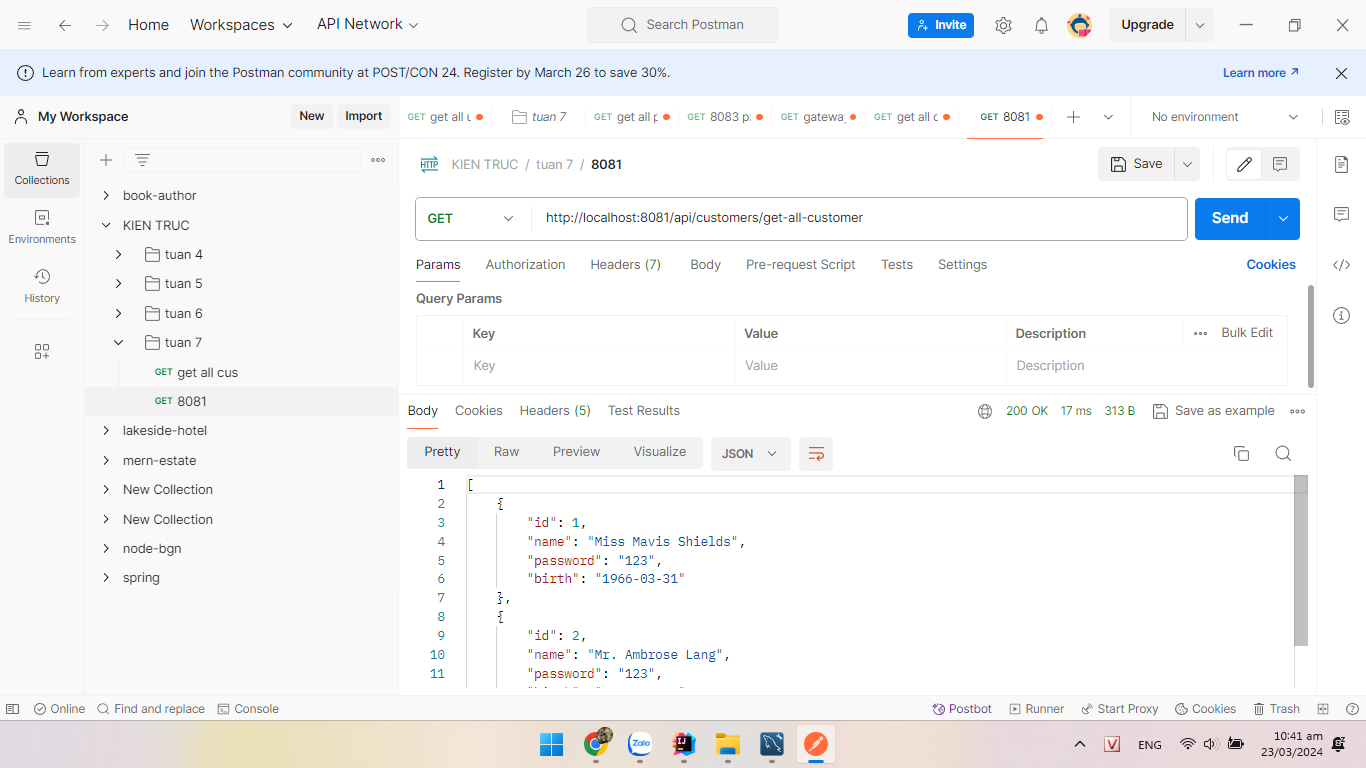 Home Workspaces API Network Search Postman Invite Upgrade
Learn from experts and join the Postman community at POST/CON 24. Register by March 26 to save 30%. Learn more
My Workspace New Import
GET get all u GET get all p GET 8083 p GET gateway GET get all c GET 8081 No environment
tuan 7
Collections
Environments
History
book-author
KIEN TRUC
tuan 4
tuan 5
tuan 6
tuan 7
GET get all cus
GET 8081
lakeside-hotel
mern-estate
New Collection
New Collection
node-bgn
spring
HTTP KIEN TRUC / tuan 7 / 8081 Save
GET http://localhost:8081/api/customers/get-all-customer Send
Params Authorization Headers (7) Body Pre-request Script Tests Settings Cookies
Query Params
Key Value Description Bulk Edit
Key Value Description
Body Cookies Headers (5) Test Results 200 OK 17 ms 313 B Save as example
Pretty Raw Preview Visualize JSON
1 [
2 {
3 "id": 1,
4 "name": "Miss Mavis Shields",
5 "password": "123",
6 "birth": "1966-03-31"
7 },
8 {
9 "id": 2,
10 "name": "Mr. Ambrose Lang",
11 "password": "123",
Online Find and replace Console Postbot Runner Start Proxy Cookies Trash
Zalo ENG 10:41 am
23/03/2024